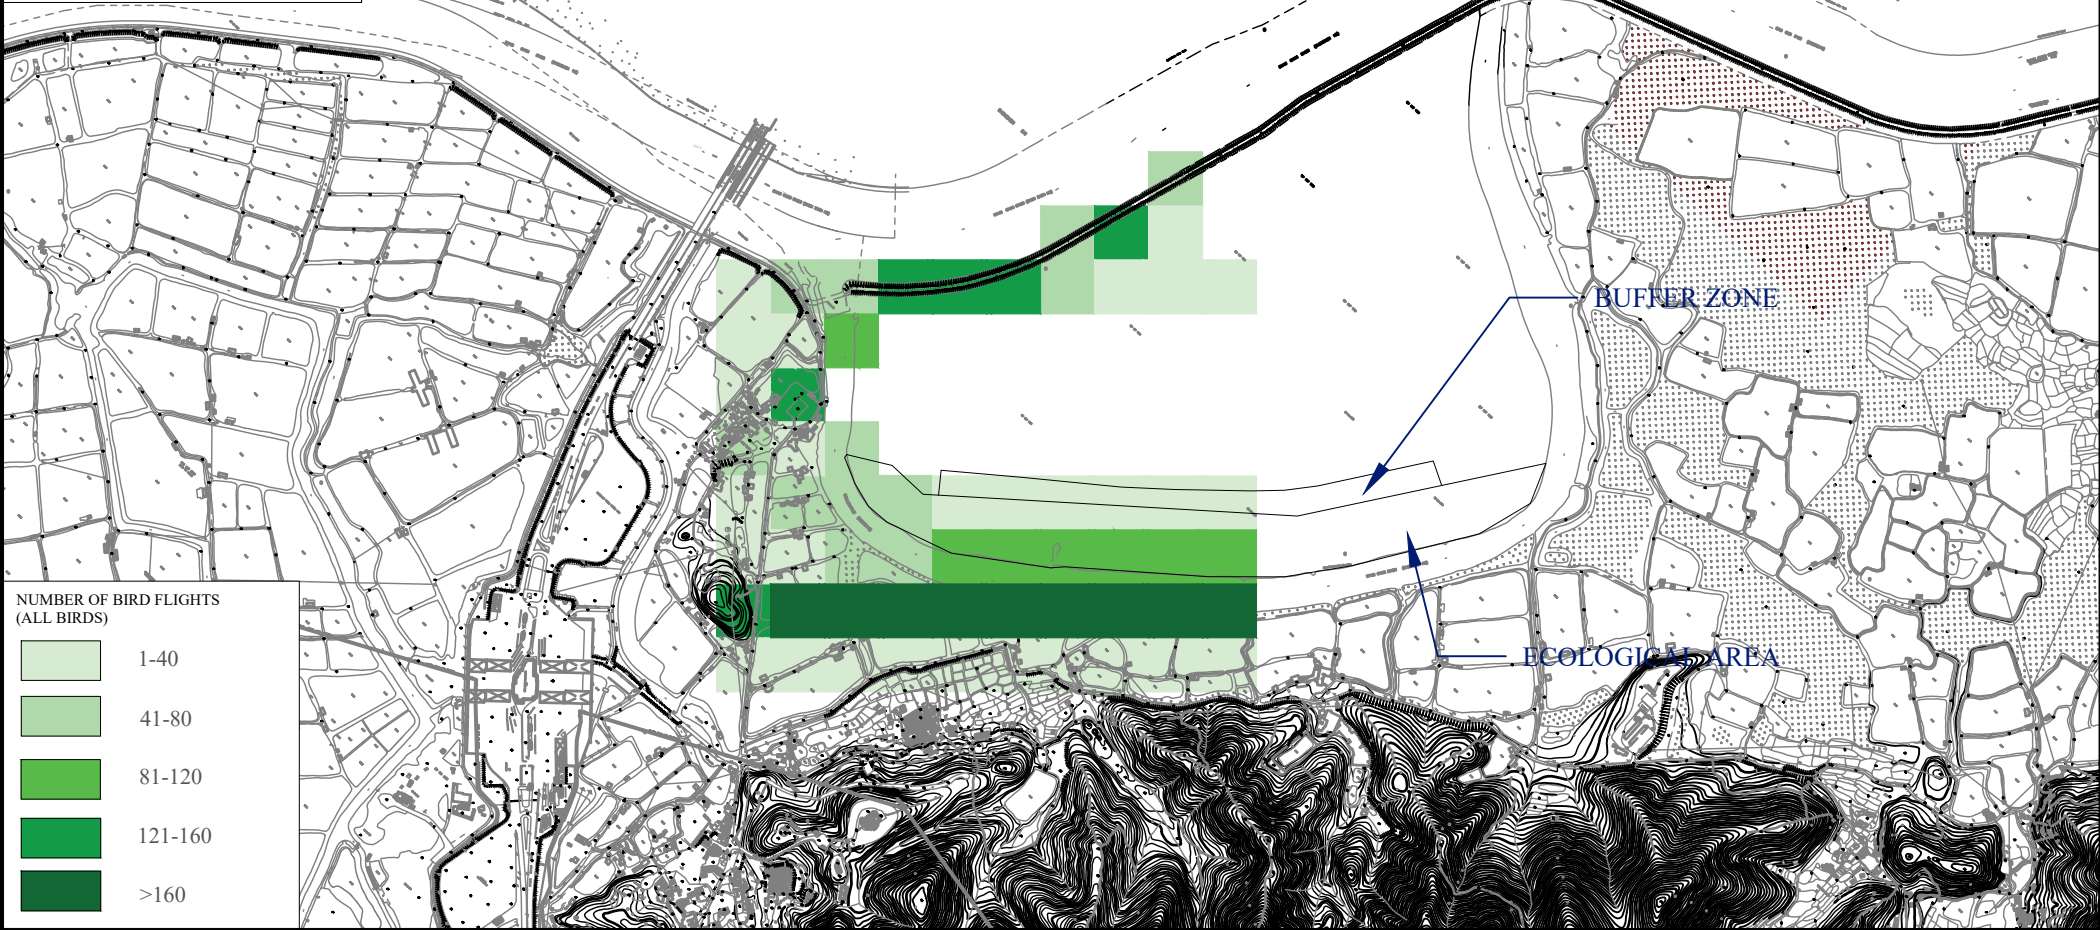 BUFFER ZONE
ECOLOGICAL AREA
NUMBER OF BIRD FLIGHTS
(ALL BIRDS)
1-40
41-80
81-120
121-160
>160